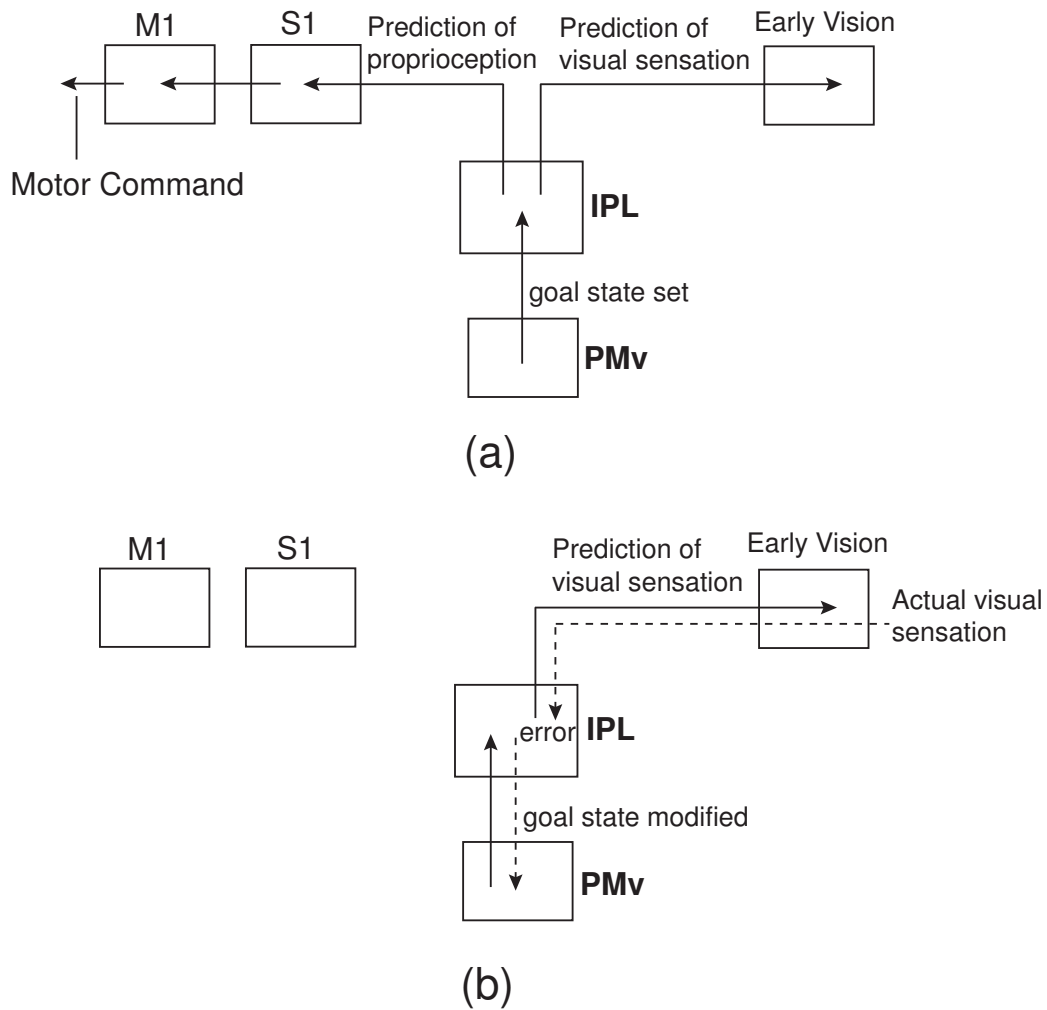 M1
S1
Prediction of
proprioception
Prediction of
visual sensation
Early Vision
Motor Command
IPL
goal state set
PMv
(a)
M1
S1
Prediction of
visual sensation
Early Vision
Actual visual
sensation
error
IPL
goal state modified
PMv
(b)